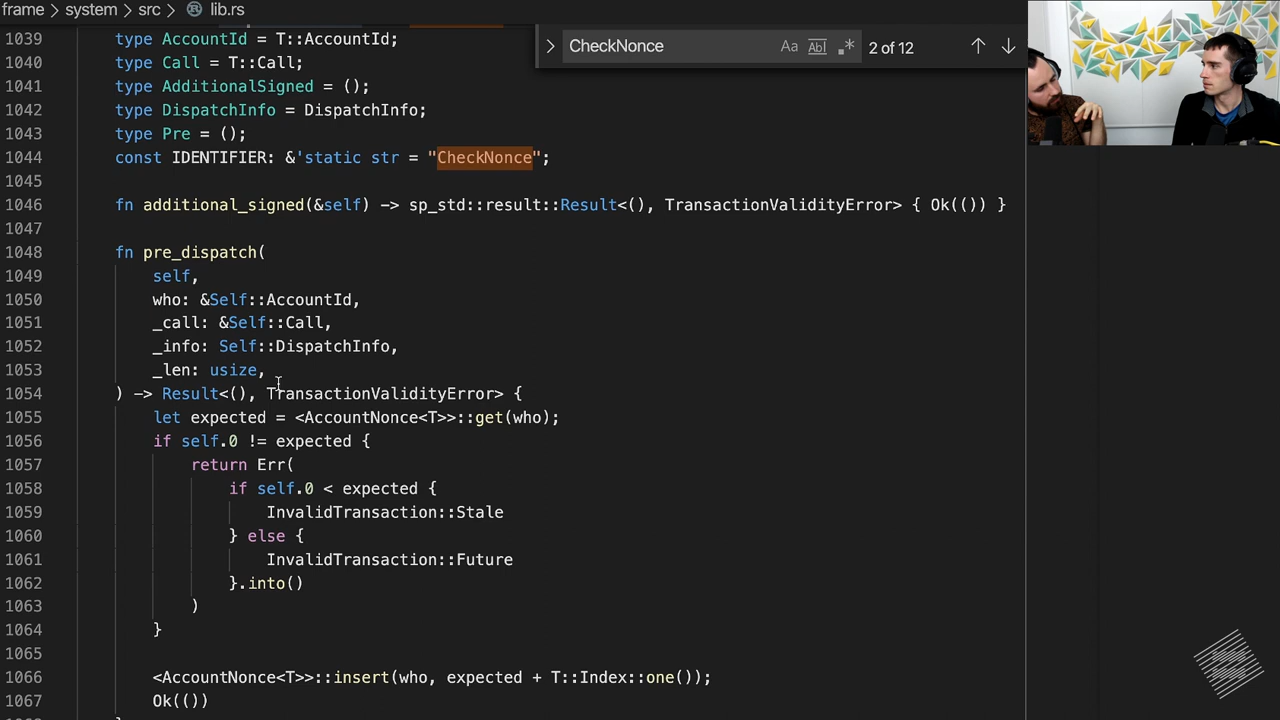 frame > system > src > lib.rs
CheckNonce
Aa
Abl
.*
2 of 12
1039 type AccountId = T::AccountId;
1040 type Call = T::Call;
1041 type AdditionalSigned = ();
1042 type DispatchInfo = DispatchInfo;
1043 type Pre = ();
1044 const IDENTIFIER: &'static str = "CheckNonce";
1045
1046 fn additional_signed(&self) -> sp_std::result::Result<(), TransactionValidityError> { Ok(()) }
1047
1048 fn pre_dispatch(
1049 self,
1050 who: &Self::AccountId,
1051 _call: &Self::Call,
1052 _info: Self::DispatchInfo,
1053 _len: usize,
1054 ) -> Result<(), TransactionValidityError> {
1055 let expected = <AccountNonce<T>>::get(who);
1056 if self.0 != expected {
1057 return Err(
1058 if self.0 < expected {
1059 InvalidTransaction::Stale
1060 } else {
1061 InvalidTransaction::Future
1062 }.into()
1063 )
1064 }
1065
1066 <AccountNonce<T>>::insert(who, expected + T::Index::one());
1067 Ok(())